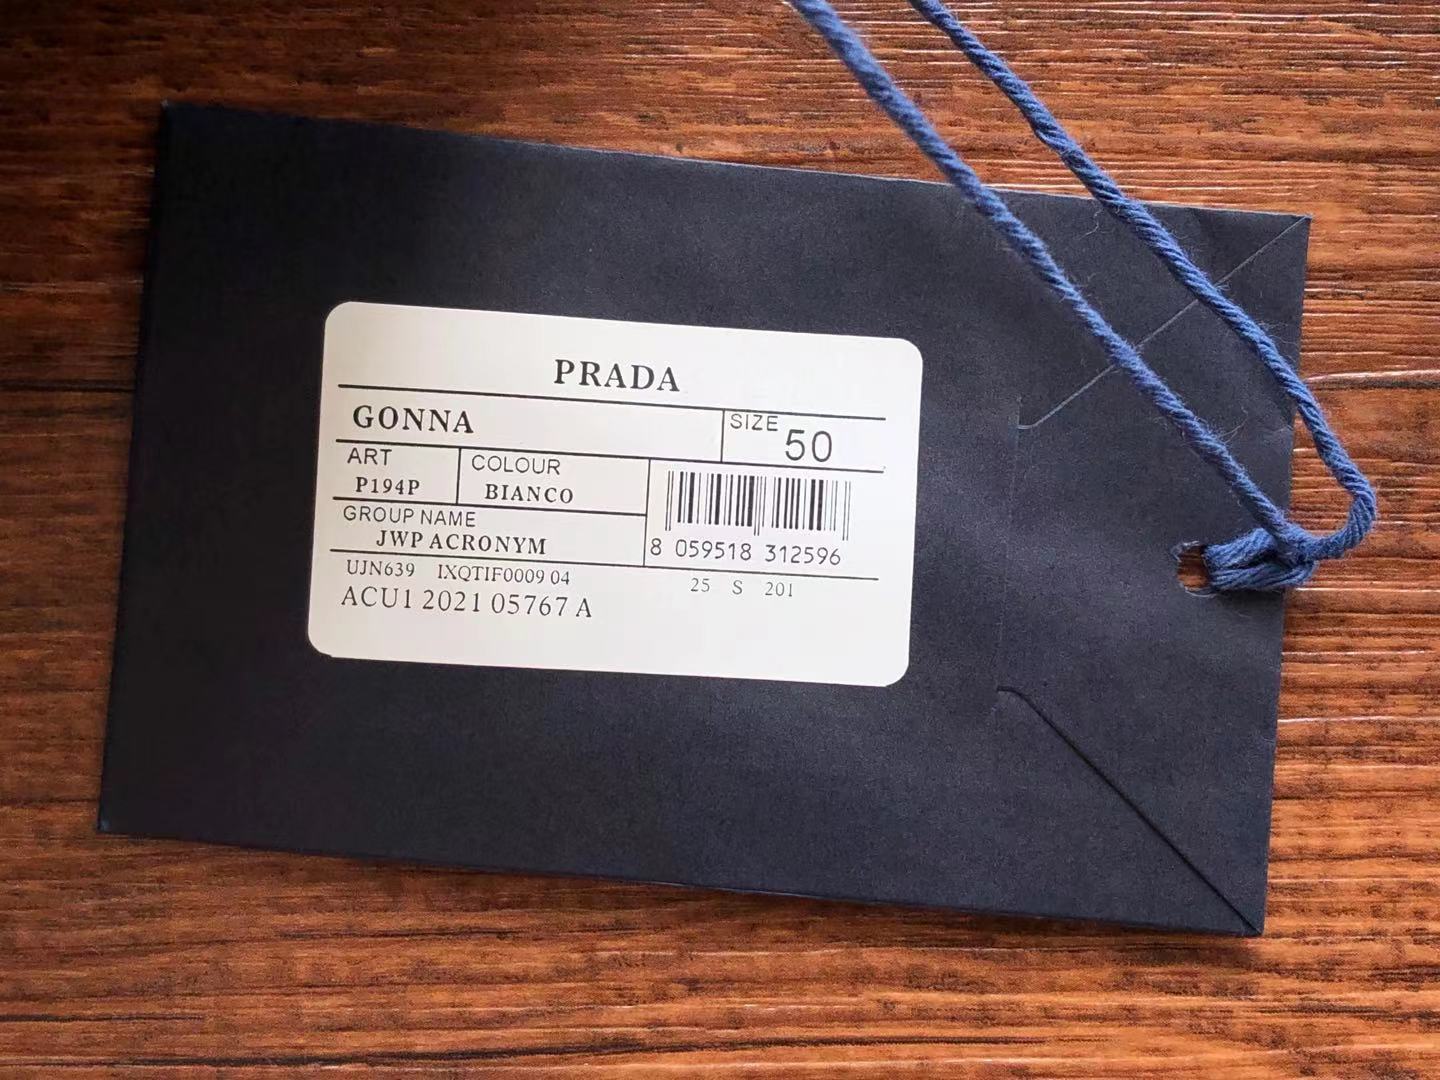 PRADA
GONNA
SIZE 50
ART
P194P
COLOUR
BIANCO
GROUP NAME
JWP ACRONYM
8 059518 312596
UJN639 IXQTIF0009 04
25 S 201
ACU1 2021 05767 A